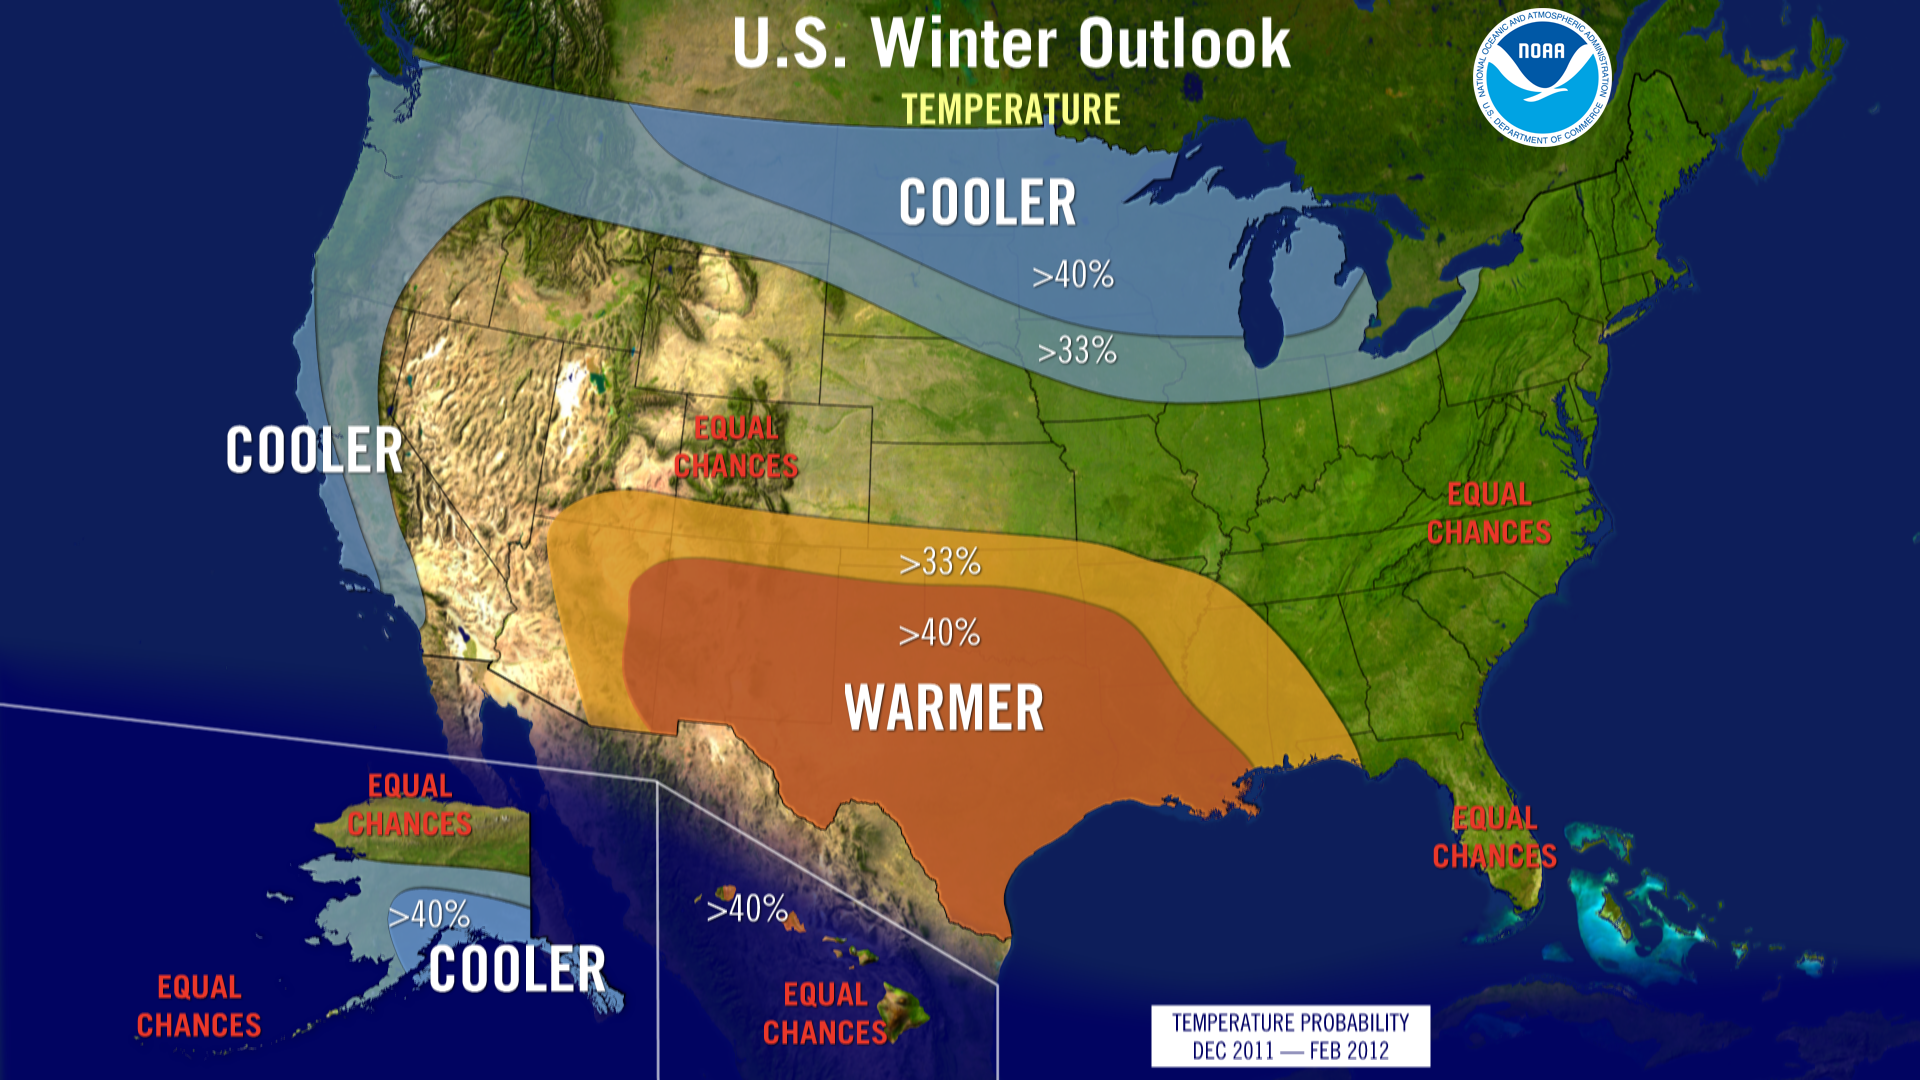 U.S. Winter Outlook
TEMPERATURE
NOAA
NATIONAL OCEANIC AND ATMOSPHERIC ADMINISTRATION
U.S. DEPARTMENT OF COMMERCE
COOLER
>40%
>33%
COOLER
EQUAL
CHANCES
EQUAL
CHANCES
>33%
>40%
WARMER
EQUAL
CHANCES
EQUAL
CHANCES
>40%
COOLER
EQUAL
CHANCES
>40%
EQUAL
CHANCES
TEMPERATURE PROBABILITY
DEC 2011 — FEB 2012